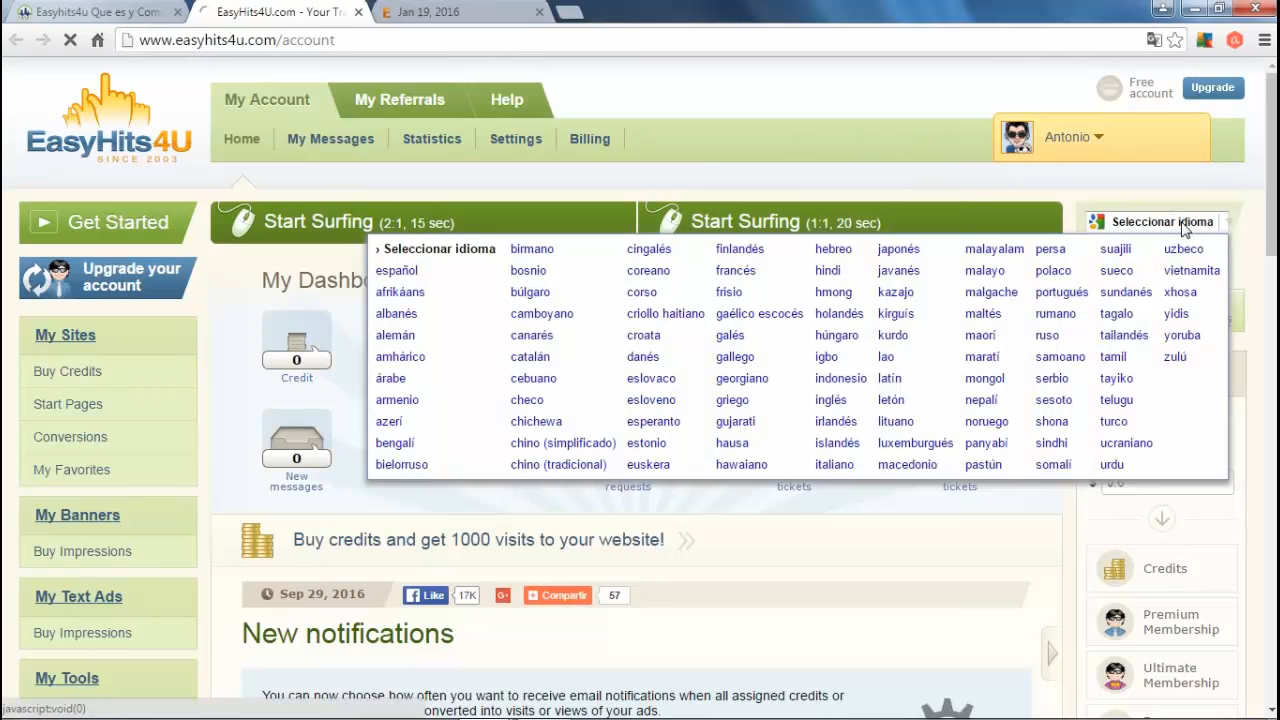 Easyhits4u Que es y Com
EasyHits4U.com - Your Tra
Jan 19, 2016
www.easyhits4u.com/account
EasyHits4U
SINCE 2003
My Account
My Referrals
Help
Free account
Upgrade
Home
My Messages
Statistics
Settings
Billing
Antonio
Get Started
Start Surfing (2:1, 15 sec)
Start Surfing (1:1, 20 sec)
Seleccionar idioma
Upgrade your
account
My Dashbo
› Seleccionar idioma birmano cingalés finlandés hebreo japonés malayalam persa suajili uzbeco
español bosnio coreano francés hindi javanés malayo polaco sueco vietnamita
afrikáans búlgaro corso frisio hmong kazajo malgache portugués sundanés xhosa
albanés camboyano criollo haitiano gaélico escocés holandés kirguís maltés rumano tagalo yidis
alemán canarés croata galés húngaro kurdo maorí ruso tailandés yoruba
amhárico catalán danés gallego igbo lao maratí samoano tamil zulú
árabe cebuano eslovaco georgiano indonesio latín mongol serbio tayiko
armenio checo esloveno griego inglés letón nepalí sesoto telugu
azerí chichewa esperanto gujarati irlandés lituano noruego shona turco
bengalí chino (simplificado) estonio hausa islandés luxemburgués panyabí sindhi ucraniano
bielorruso chino (tradicional) euskera hawaiano italiano macedonio pastún somalí urdu
0
Credit
0
New
messages
requests
tickets
tickets
My Sites
Buy Credits
Start Pages
Conversions
My Favorites
My Banners
Buy Impressions
My Text Ads
Buy Impressions
My Tools
Buy credits and get 1000 visits to your website!
Sep 29, 2016
Like
17K
G+
Compartir
57
New notifications
You can now choose how often you want to receive email notifications when all assigned credits or
onverted into visits or views of your ads.
Credits
Premium
Membership
Ultimate
Membership
javascript:void(0)